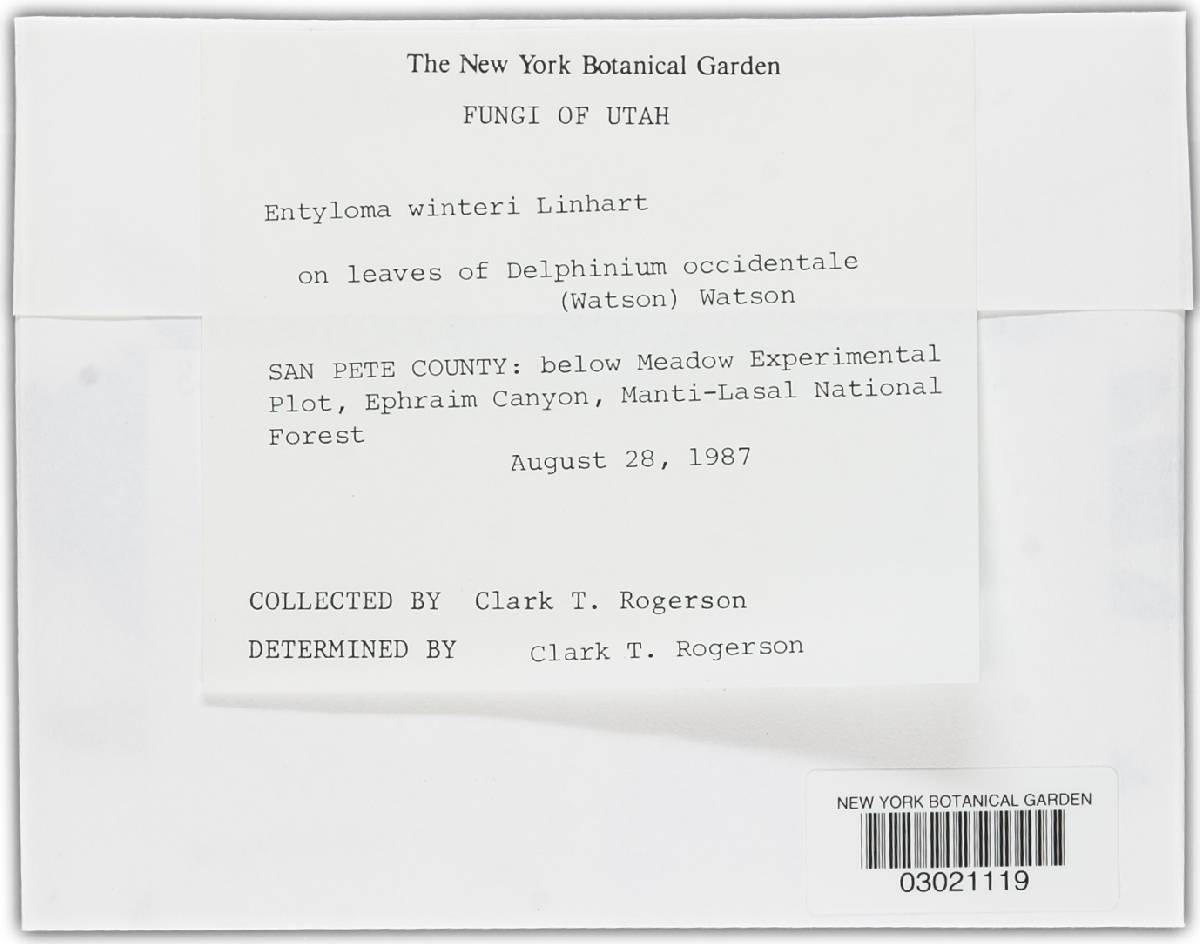 The New York Botanical Garden
FUNGI OF UTAH
Entyloma winteri Linhart
on leaves of Delphinium occidentale
(Watson) Watson
SAN PETE COUNTY: below Meadow Experimental
Plot, Ephraim Canyon, Manti-Lasal National
Forest
August 28, 1987
COLLECTED BY Clark T. Rogerson
DETERMINED BY Clark T. Rogerson
NEW YORK BOTANICAL GARDEN
03021119